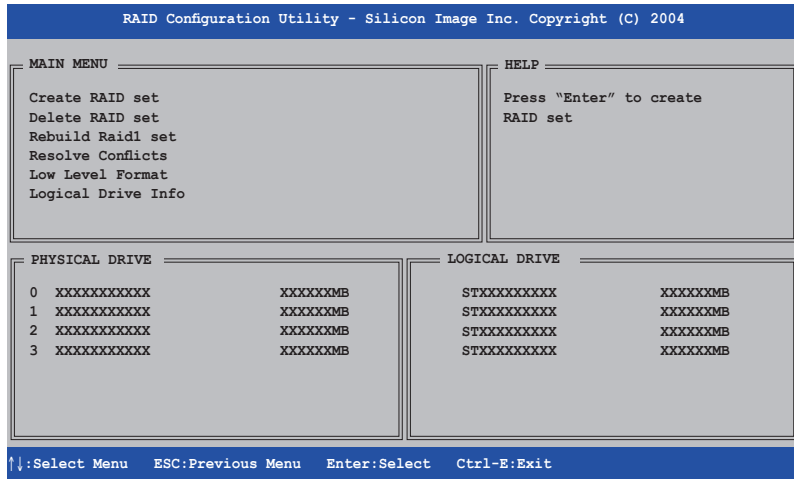 RAID Configuration Utility - Silicon Image Inc. Copyright (C) 2004
MAIN MENU
Create RAID set
Delete RAID set
Rebuild Raid1 set
Resolve Conflicts
Low Level Format
Logical Drive Info
HELP
Press “Enter” to create
RAID set
PHYSICAL DRIVE
0 XXXXXXXXXXX XXXXXXMB
1 XXXXXXXXXXX XXXXXXMB
2 XXXXXXXXXXX XXXXXXMB
3 XXXXXXXXXXX XXXXXXMB
LOGICAL DRIVE
STXXXXXXXXX XXXXXXMB
STXXXXXXXXX XXXXXXMB
STXXXXXXXXX XXXXXXMB
STXXXXXXXXX XXXXXXMB
↑↓:Select Menu ESC:Previous Menu Enter:Select Ctrl-E:Exit